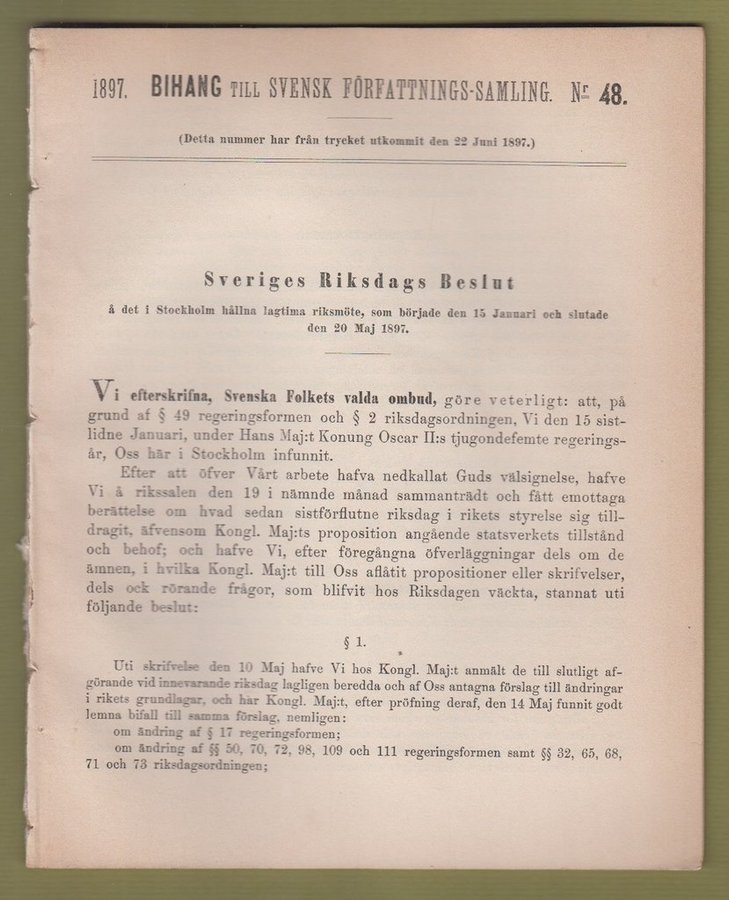 1897. BIHANG TILL SVENSK FÖRFATTNINGS-SAMLING. Nr 48.
(Detta nummer har från trycket utkommit den 22 Juni 1897.)
Sveriges Riksdags Beslut
å det i Stockholm hållna lagtima riksmöte, som började den 15 Januari och slutade
den 20 Maj 1897.
Vi efterskrifna, Svenska Folkets valda ombud, göre veterligt: att, på
grund af § 49 regeringsformen och § 2 riksdagsordningen, Vi den 15 sist-
lidne Januari, under Hans Maj:t Konung Oscar II:s tjugondefemte regerings-
år, Oss här i Stockholm infunnit.
Efter att öfver Vårt arbete hafva nedkallat Guds välsignelse, hafve
Vi å rikssalen den 19 i nämnde månad sammanträdt och fått emottaga
berättelse om hvad sedan sistförflutne riksdag i rikets styrelse sig till-
dragit, äfvensom Kongl. Maj:ts proposition angående statsverkets tillstånd
och behof; och hafve Vi, efter föregångna öfverläggningar dels om de
ämnen, i hvilka Kongl. Maj:t till Oss aflåtit propositioner eller skrifvelser,
dels ock rörande frågor, som blifvit hos Riksdagen väckta, stannat uti
följande beslut:
§ 1.
Uti skrifvelse den 10 Maj hafve Vi hos Kongl. Maj:t anmält de till slutligt af-
görande vid innevarande riksdag lagligen beredda och af Oss antagna förslag till ändringar
i rikets grundlagar, och har Kongl. Maj:t, efter pröfning deraf, den 14 Maj funnit godt
lemna bifall till samma förslag, nemligen:
om ändring af § 17 regeringsformen;
om ändring af §§ 50, 70, 72, 98, 109 och 111 regeringsformen samt §§ 32, 65, 68,
71 och 73 riksdagsordningen;